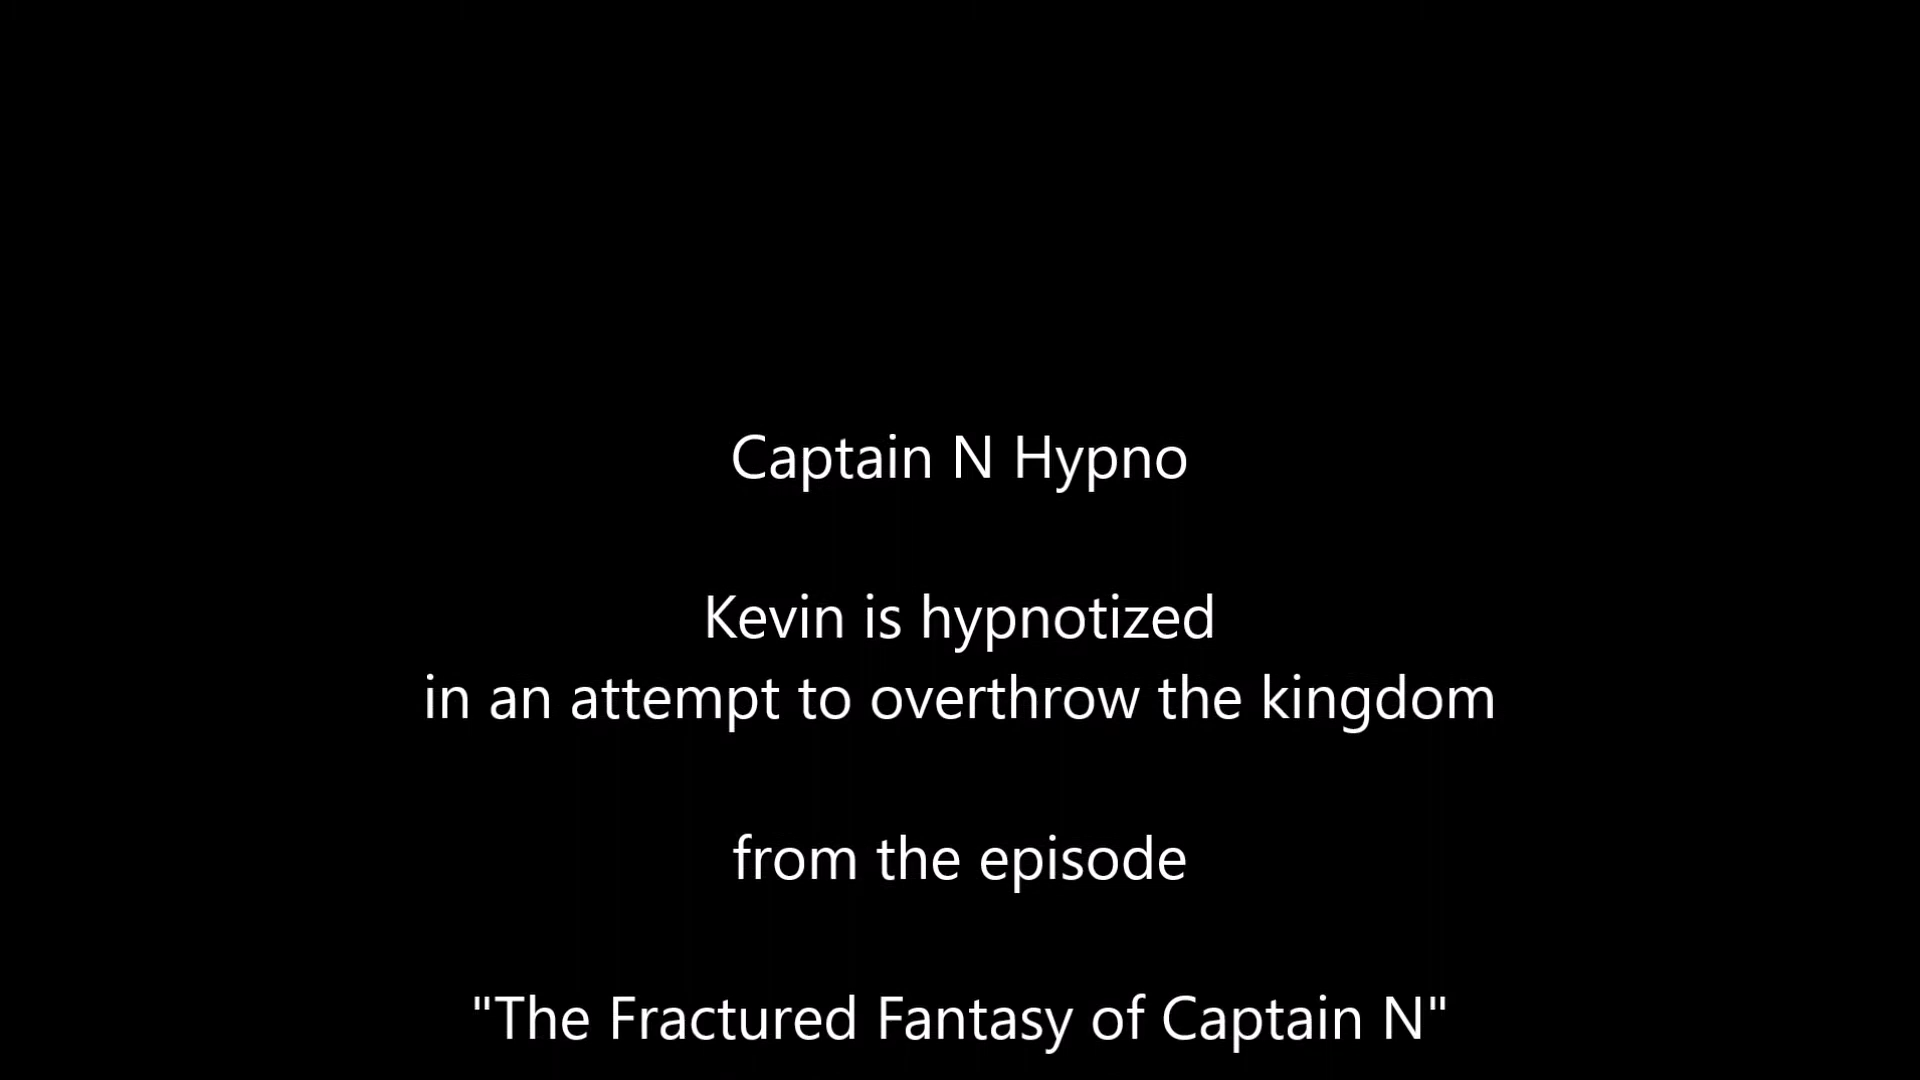 Captain N Hypno
Kevin is hypnotized
in an attempt to overthrow the kingdom
from the episode
"The Fractured Fantasy of Captain N"